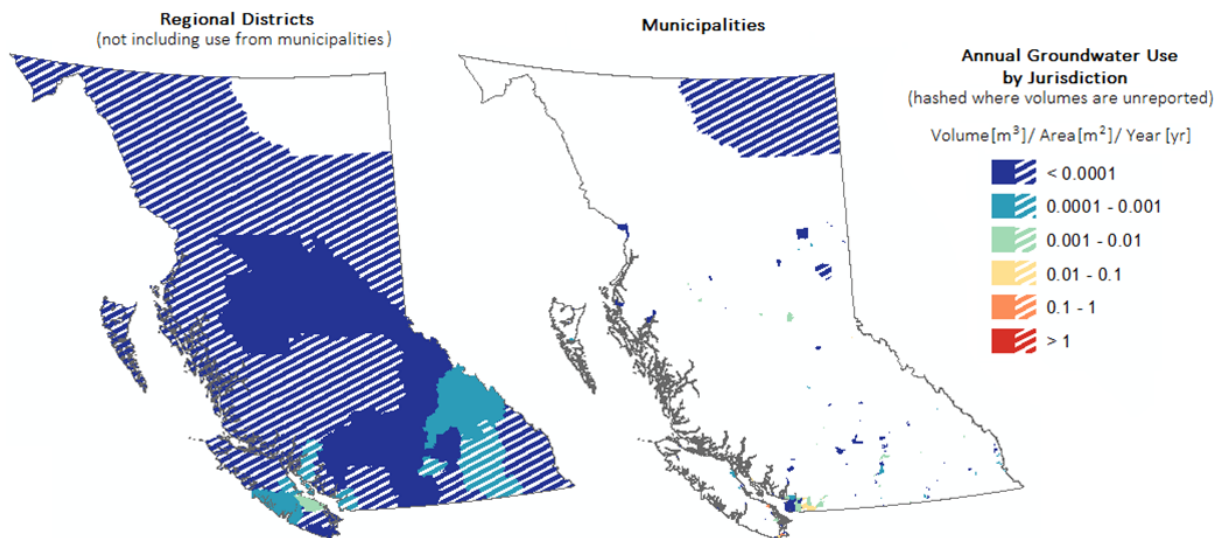 Regional Districts
(not including use from municipalities)
Municipalities
Annual Groundwater Use
by Jurisdiction
(hashed where volumes are unreported)
Volume [m³] / Area [m²] / Year [yr]
< 0.0001
0.0001 - 0.001
0.001 - 0.01
0.01 - 0.1
0.1 - 1
> 1